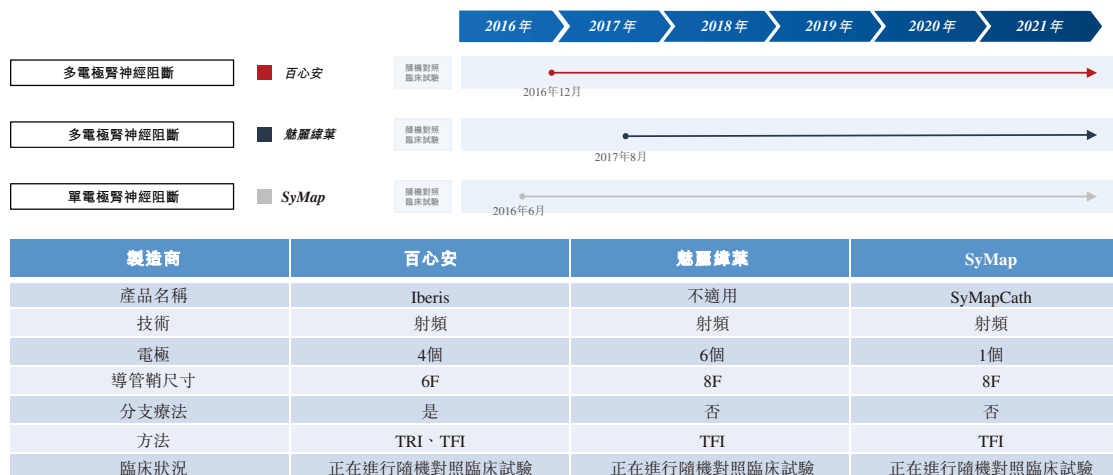 2016年 2017年 2018年 2019年 2020年 2021年
多電極腎神經阻斷 百心安 隨機對照
臨床試驗
2016年12月
多電極腎神經阻斷 魅麗緯葉 隨機對照
臨床試驗
2017年8月
單電極腎神經阻斷 SyMap 隨機對照
臨床試驗
2016年6月
製造商 百心安 魅麗緯葉 SyMap
產品名稱 Iberis 不適用 SyMapCath
技術 射頻 射頻 射頻
電極 4個 6個 1個
導管鞘尺寸 6F 8F 8F
分支療法 是 否 否
方法 TRI、TFI TFI TFI
臨床狀況 正在進行隨機對照臨床試驗 正在進行隨機對照臨床試驗 正在進行隨機對照臨床試驗